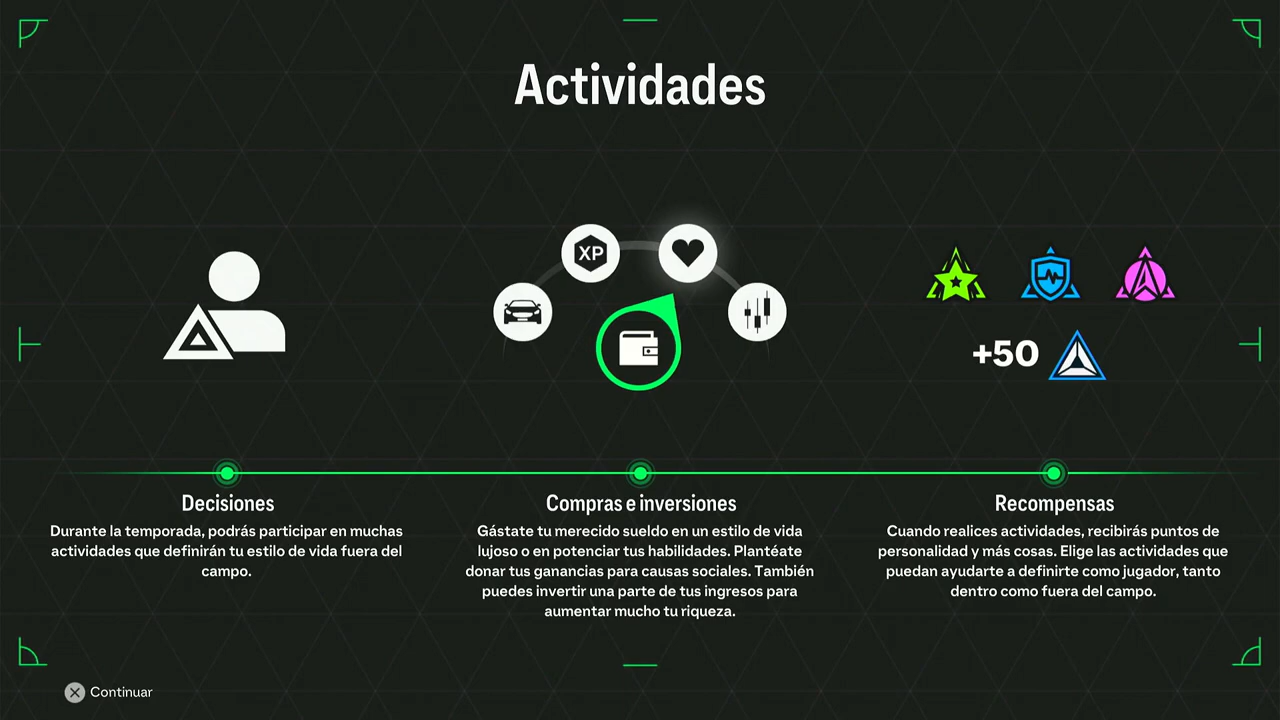 Actividades
XP
+50
Decisiones
Durante la temporada, podrás participar en muchas
actividades que definirán tu estilo de vida fuera del
campo.
Compras e inversiones
Gástate tu merecido sueldo en un estilo de vida
lujoso o en potenciar tus habilidades. Plantéate
donar tus ganancias para causas sociales. También
puedes invertir una parte de tus ingresos para
aumentar mucho tu riqueza.
Recompensas
Cuando realices actividades, recibirás puntos de
personalidad y más cosas. Elige las actividades que
puedan ayudarte a definirte como jugador, tanto
dentro como fuera del campo.
Continuar